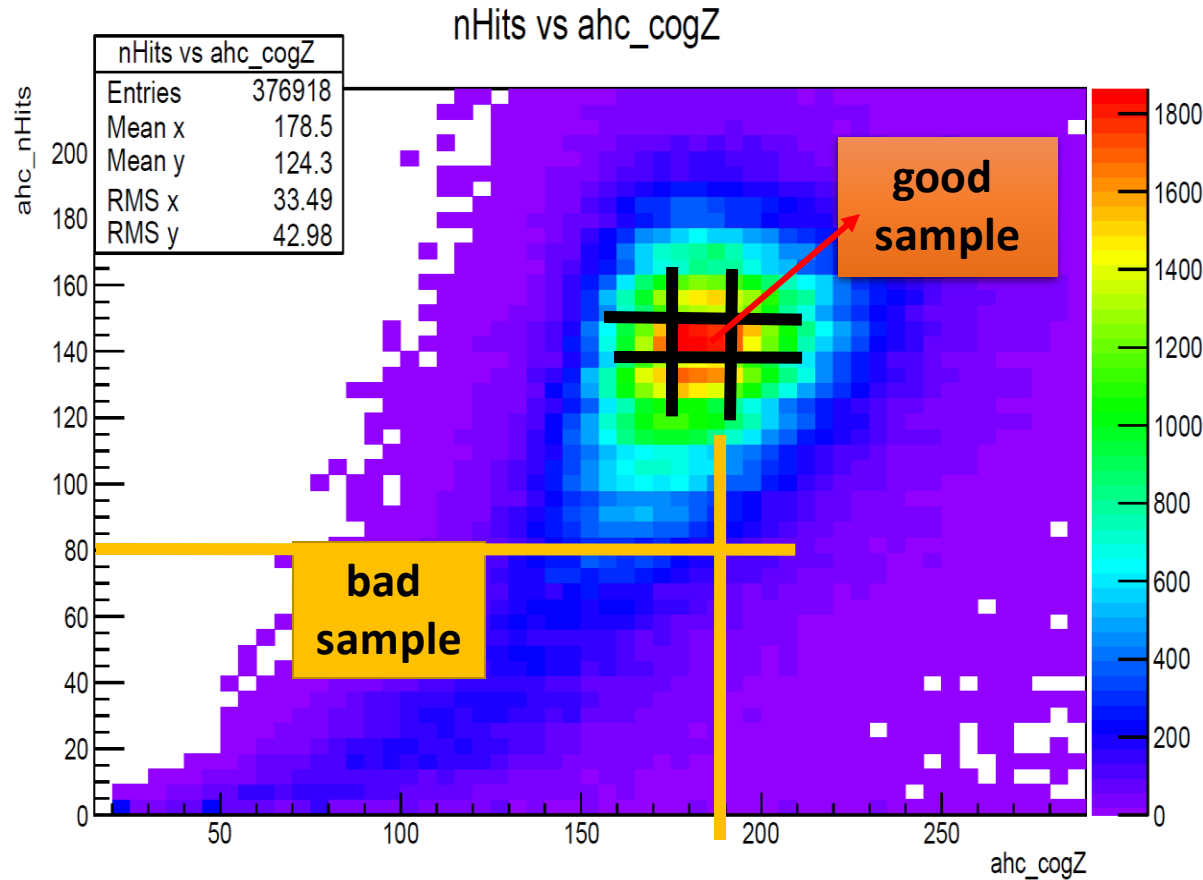 nHits vs ahc_cogZ
nHits vs ahc_cogZ
Entries 376918
Mean x 178.5
Mean y 124.3
RMS x 33.49
RMS y 42.98
ahc_nHits
200
180
160
140
120
100
80
60
40
20
0
good
sample
bad
sample
1800
1600
1400
1200
1000
800
600
400
200
0
50 100 150 200 250
ahc_cogZ